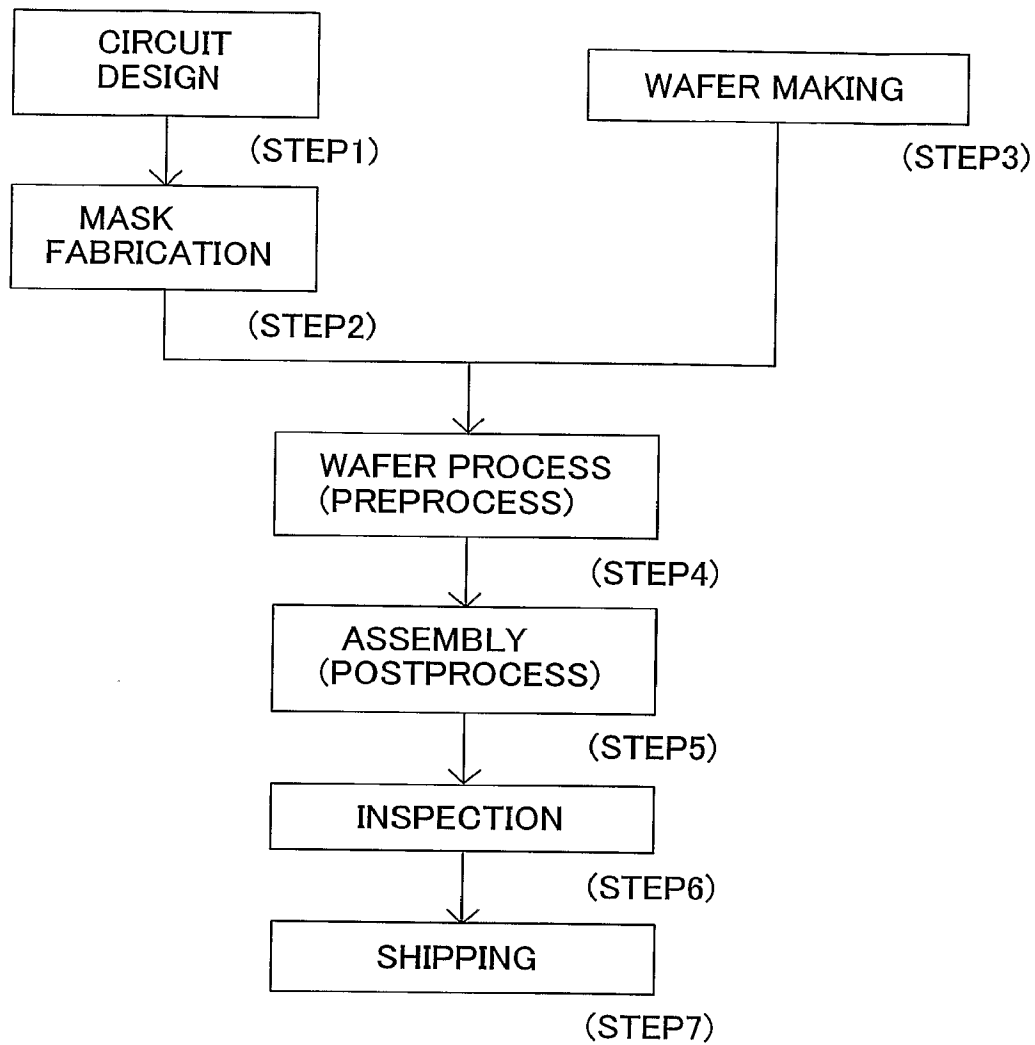 CIRCUIT
DESIGN
(STEP1)
WAFER MAKING
(STEP3)
MASK
FABRICATION
(STEP2)
WAFER PROCESS
(PREPROCESS)
(STEP4)
ASSEMBLY
(POSTPROCESS)
(STEP5)
INSPECTION
(STEP6)
SHIPPING
(STEP7)